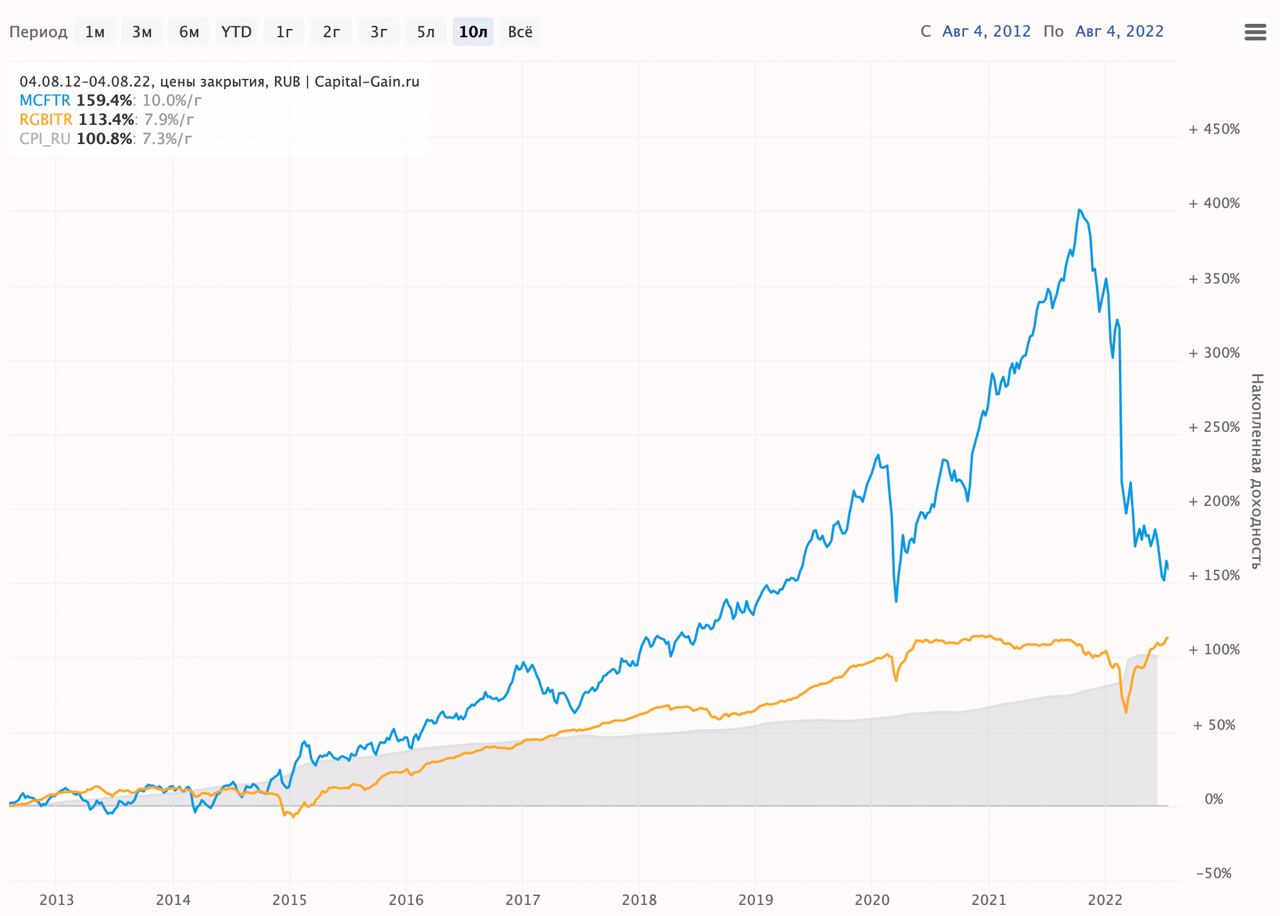 Период 1м 3м 6м YTD 1г 2г 3г 5л 10л Всё С Авг 4, 2012 По Авг 4, 2022
04.08.12–04.08.22, цены закрытия, RUB | Capital-Gain.ru
MCFTR 159.4%: 10.0%/г
RGBITR 113.4%: 7.9%/г
CPI_RU 100.8%: 7.3%/г
+ 450%
+ 400%
+ 350%
+ 300%
+ 250%
+ 200%
+ 150%
+ 100%
+ 50%
0%
-50%
Накопленная доходность
2013 2014 2015 2016 2017 2018 2019 2020 2021 2022